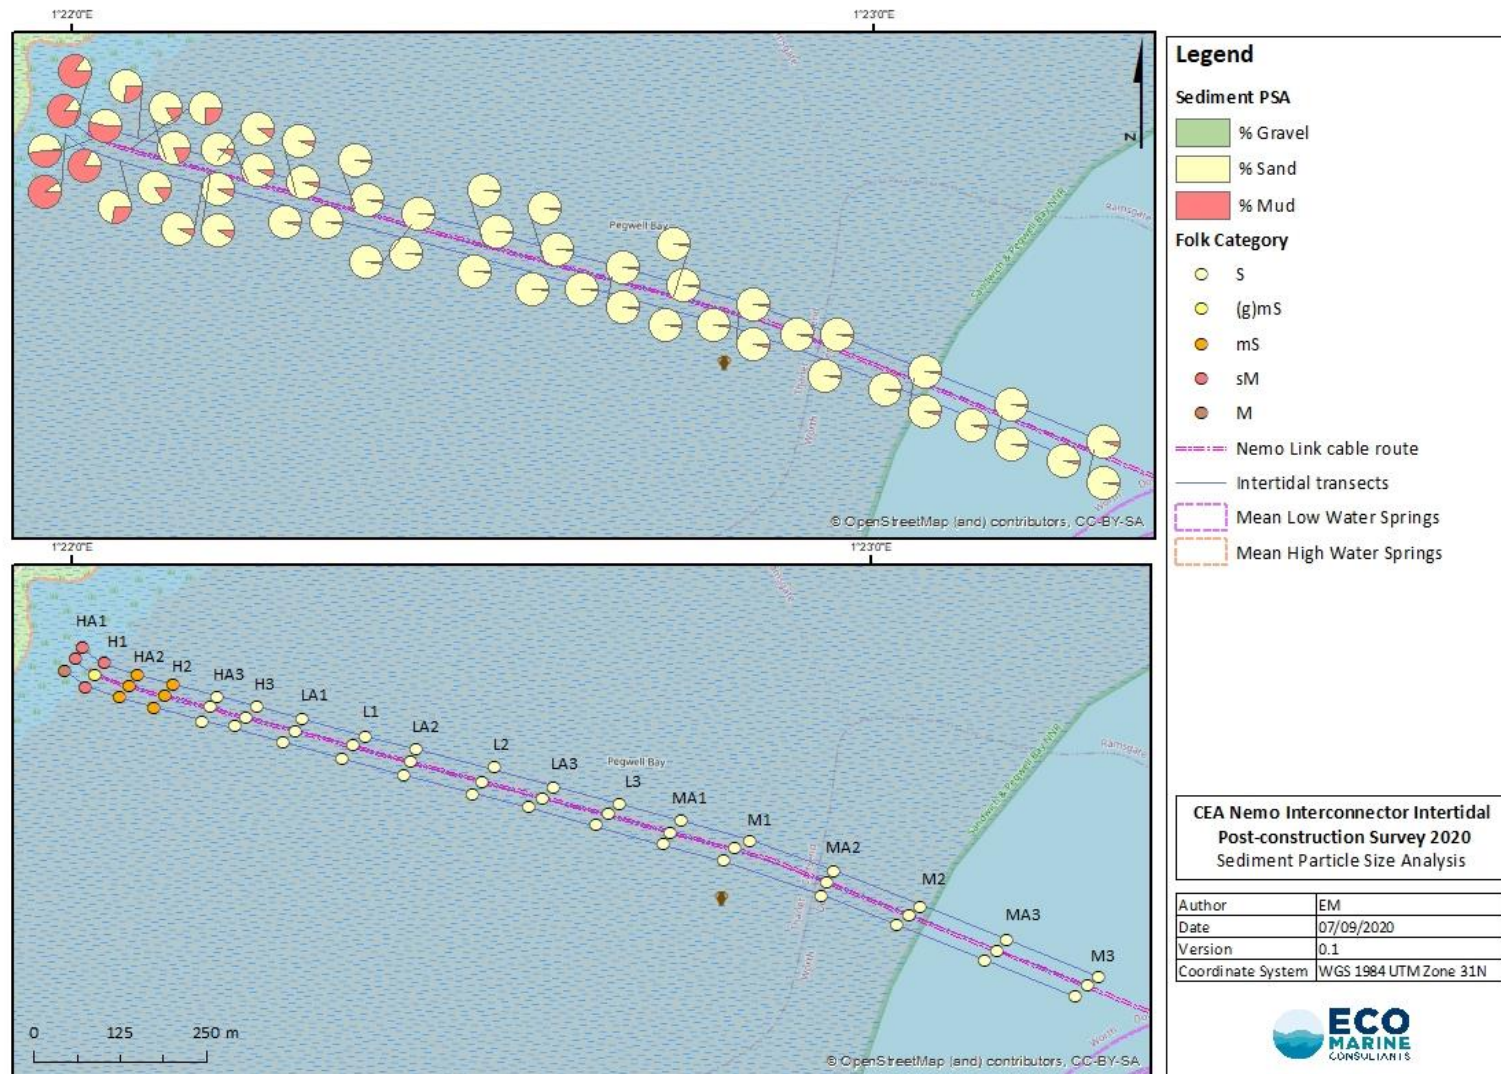 1°22'0"E
1°23'0"E
Pegwell Bay
Ramsgate
Sandwich & Pegwell Bay NNR
Worth
© OpenStreetMap (and) contributors, CC-BY-SA
N
1°22'0"E
1°23'0"E
HA1
H1
HA2
H2
HA3
H3
LA1
L1
LA2
L2
LA3
L3
MA1
M1
MA2
M2
MA3
M3
Pegwell Bay
Ramsgate
Sandwich & Pegwell Bay NNR
Worth
Worth
0 125 250 m
© OpenStreetMap (and) contributors, CC-BY-SA
Legend
Sediment PSA
% Gravel
% Sand
% Mud
Folk Category
S
(g)mS
mS
sM
M
Nemo Link cable route
Intertidal transects
Mean Low Water Springs
Mean High Water Springs
CEA Nemo Interconnector Intertidal
Post-construction Survey 2020
Sediment Particle Size Analysis
Author EM
Date 07/09/2020
Version 0.1
Coordinate System WGS 1984 UTM Zone 31N
ECO
MARINE
CONSULTANTS